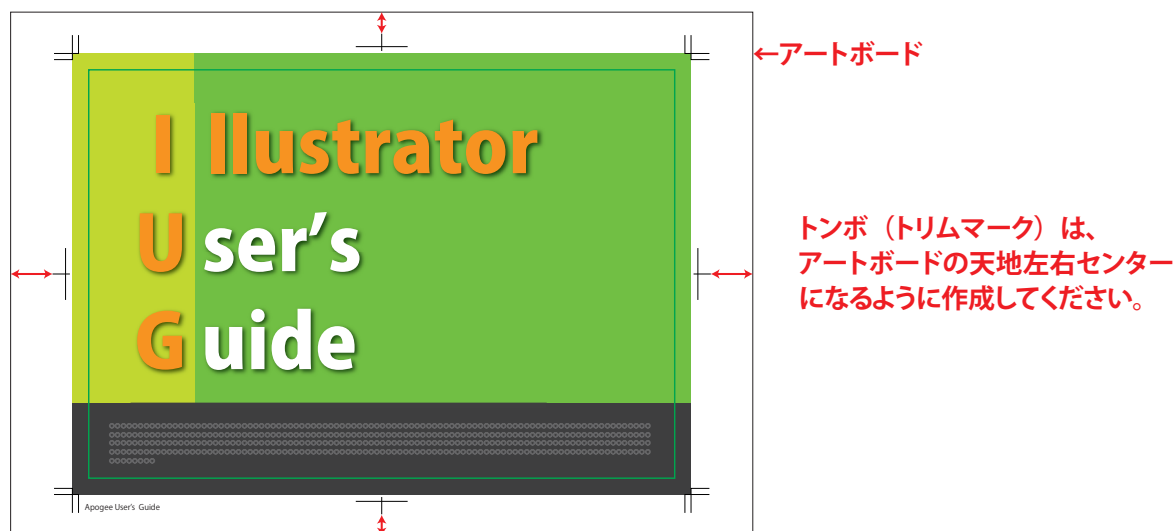 ←アートボード
I llustrator
U ser's
G uide
トンボ（トリムマーク）は、
アートボードの天地左右センター
になるように作成してください。
Apogee User's Guide